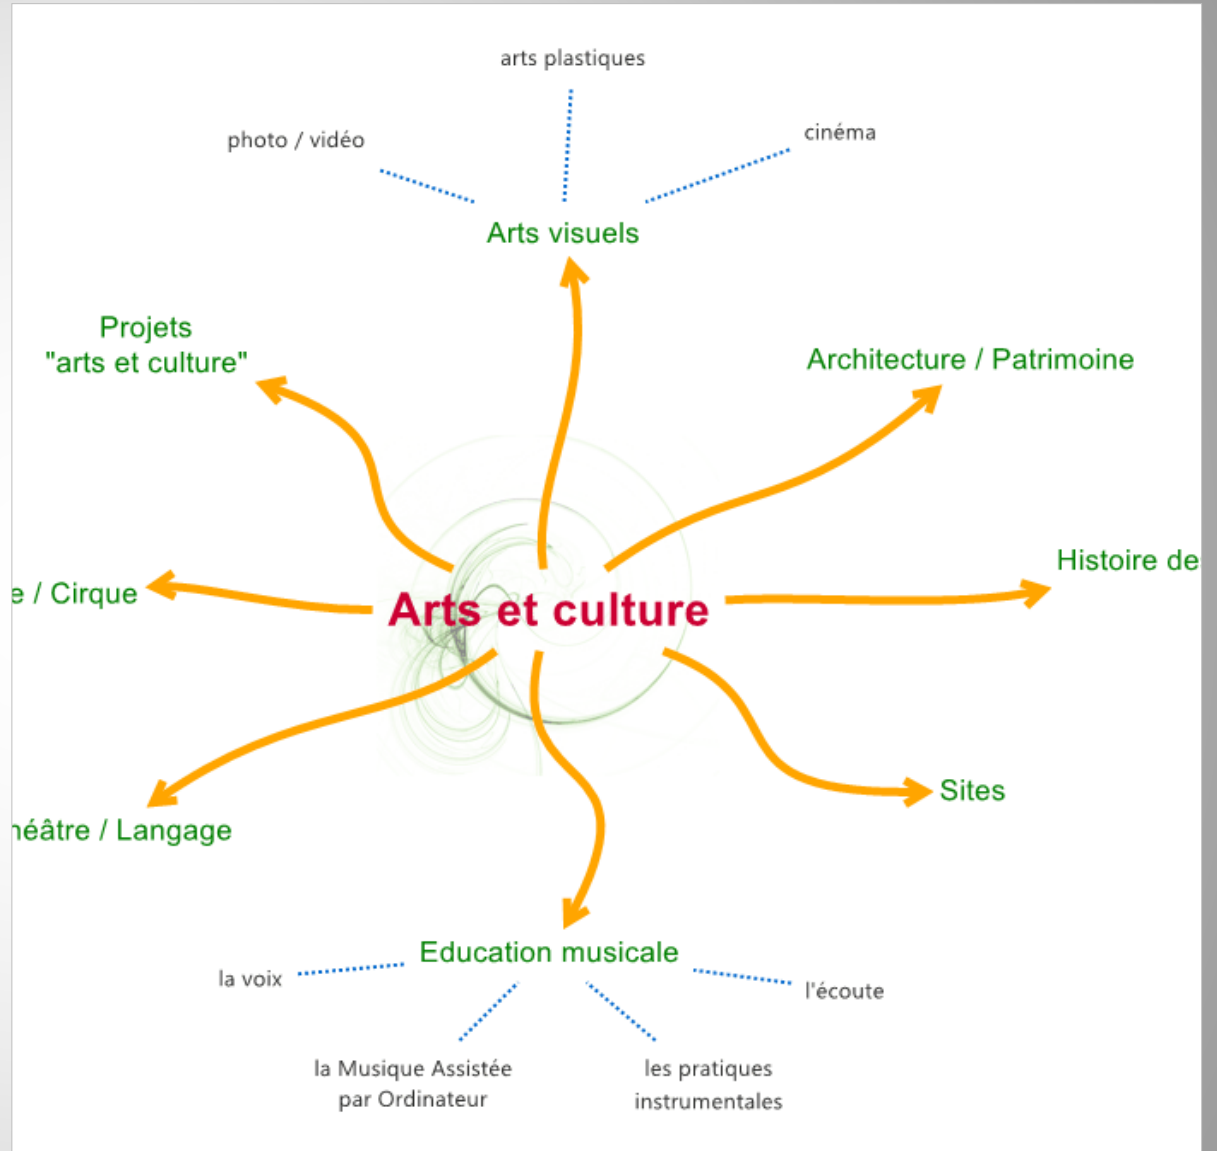 arts plastiques
photo / vidéo
cinéma
Arts visuels
Projets
"arts et culture"
Architecture / Patrimoine
Histoire de
e / Cirque
Arts et culture
Sites
héâtre / Langage
Education musicale
la voix
l'écoute
la Musique Assistée
par Ordinateur
les pratiques
instrumentales